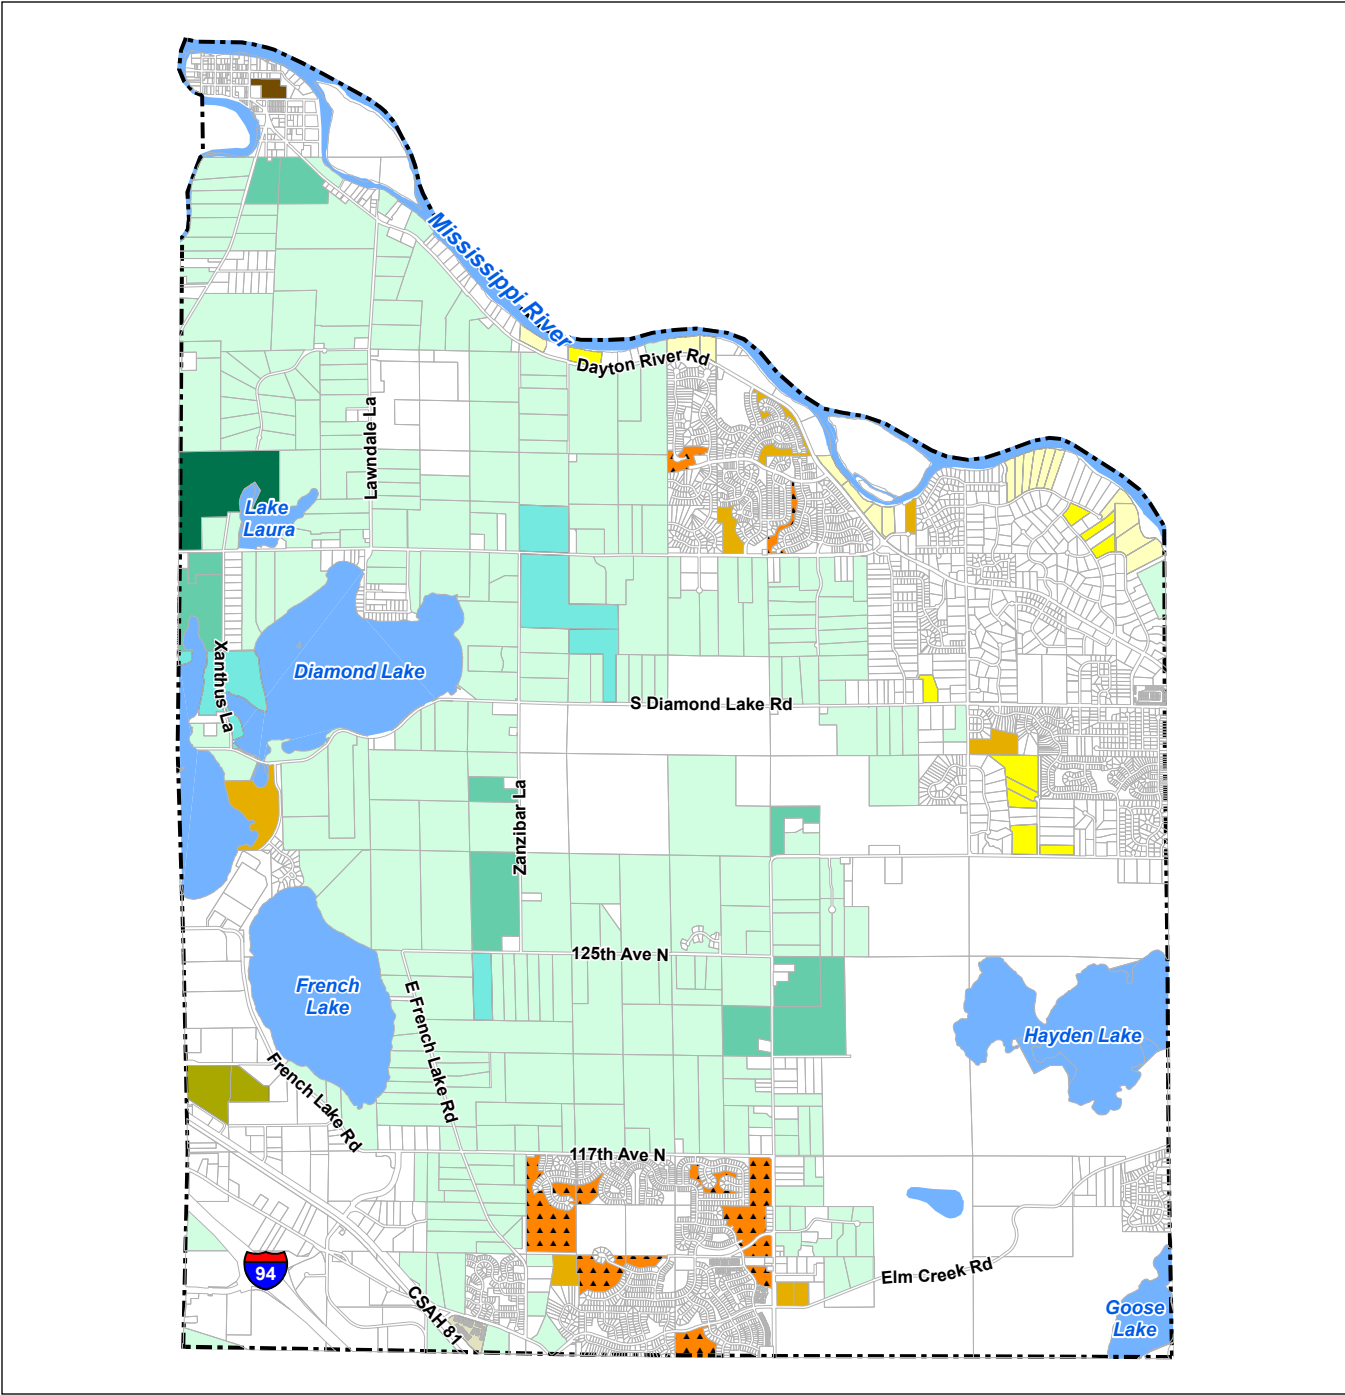 Mississippi River
Dayton River Rd
Lawndale La
Lake
Laura
Xanthus La
Diamond Lake
S Diamond Lake Rd
Zanzibar La
125th Ave N
French
Lake
E French Lake Rd
Hayden Lake
French Lake Rd
117th Ave N
94
Elm Creek Rd
CSAH 81
Goose
Lake